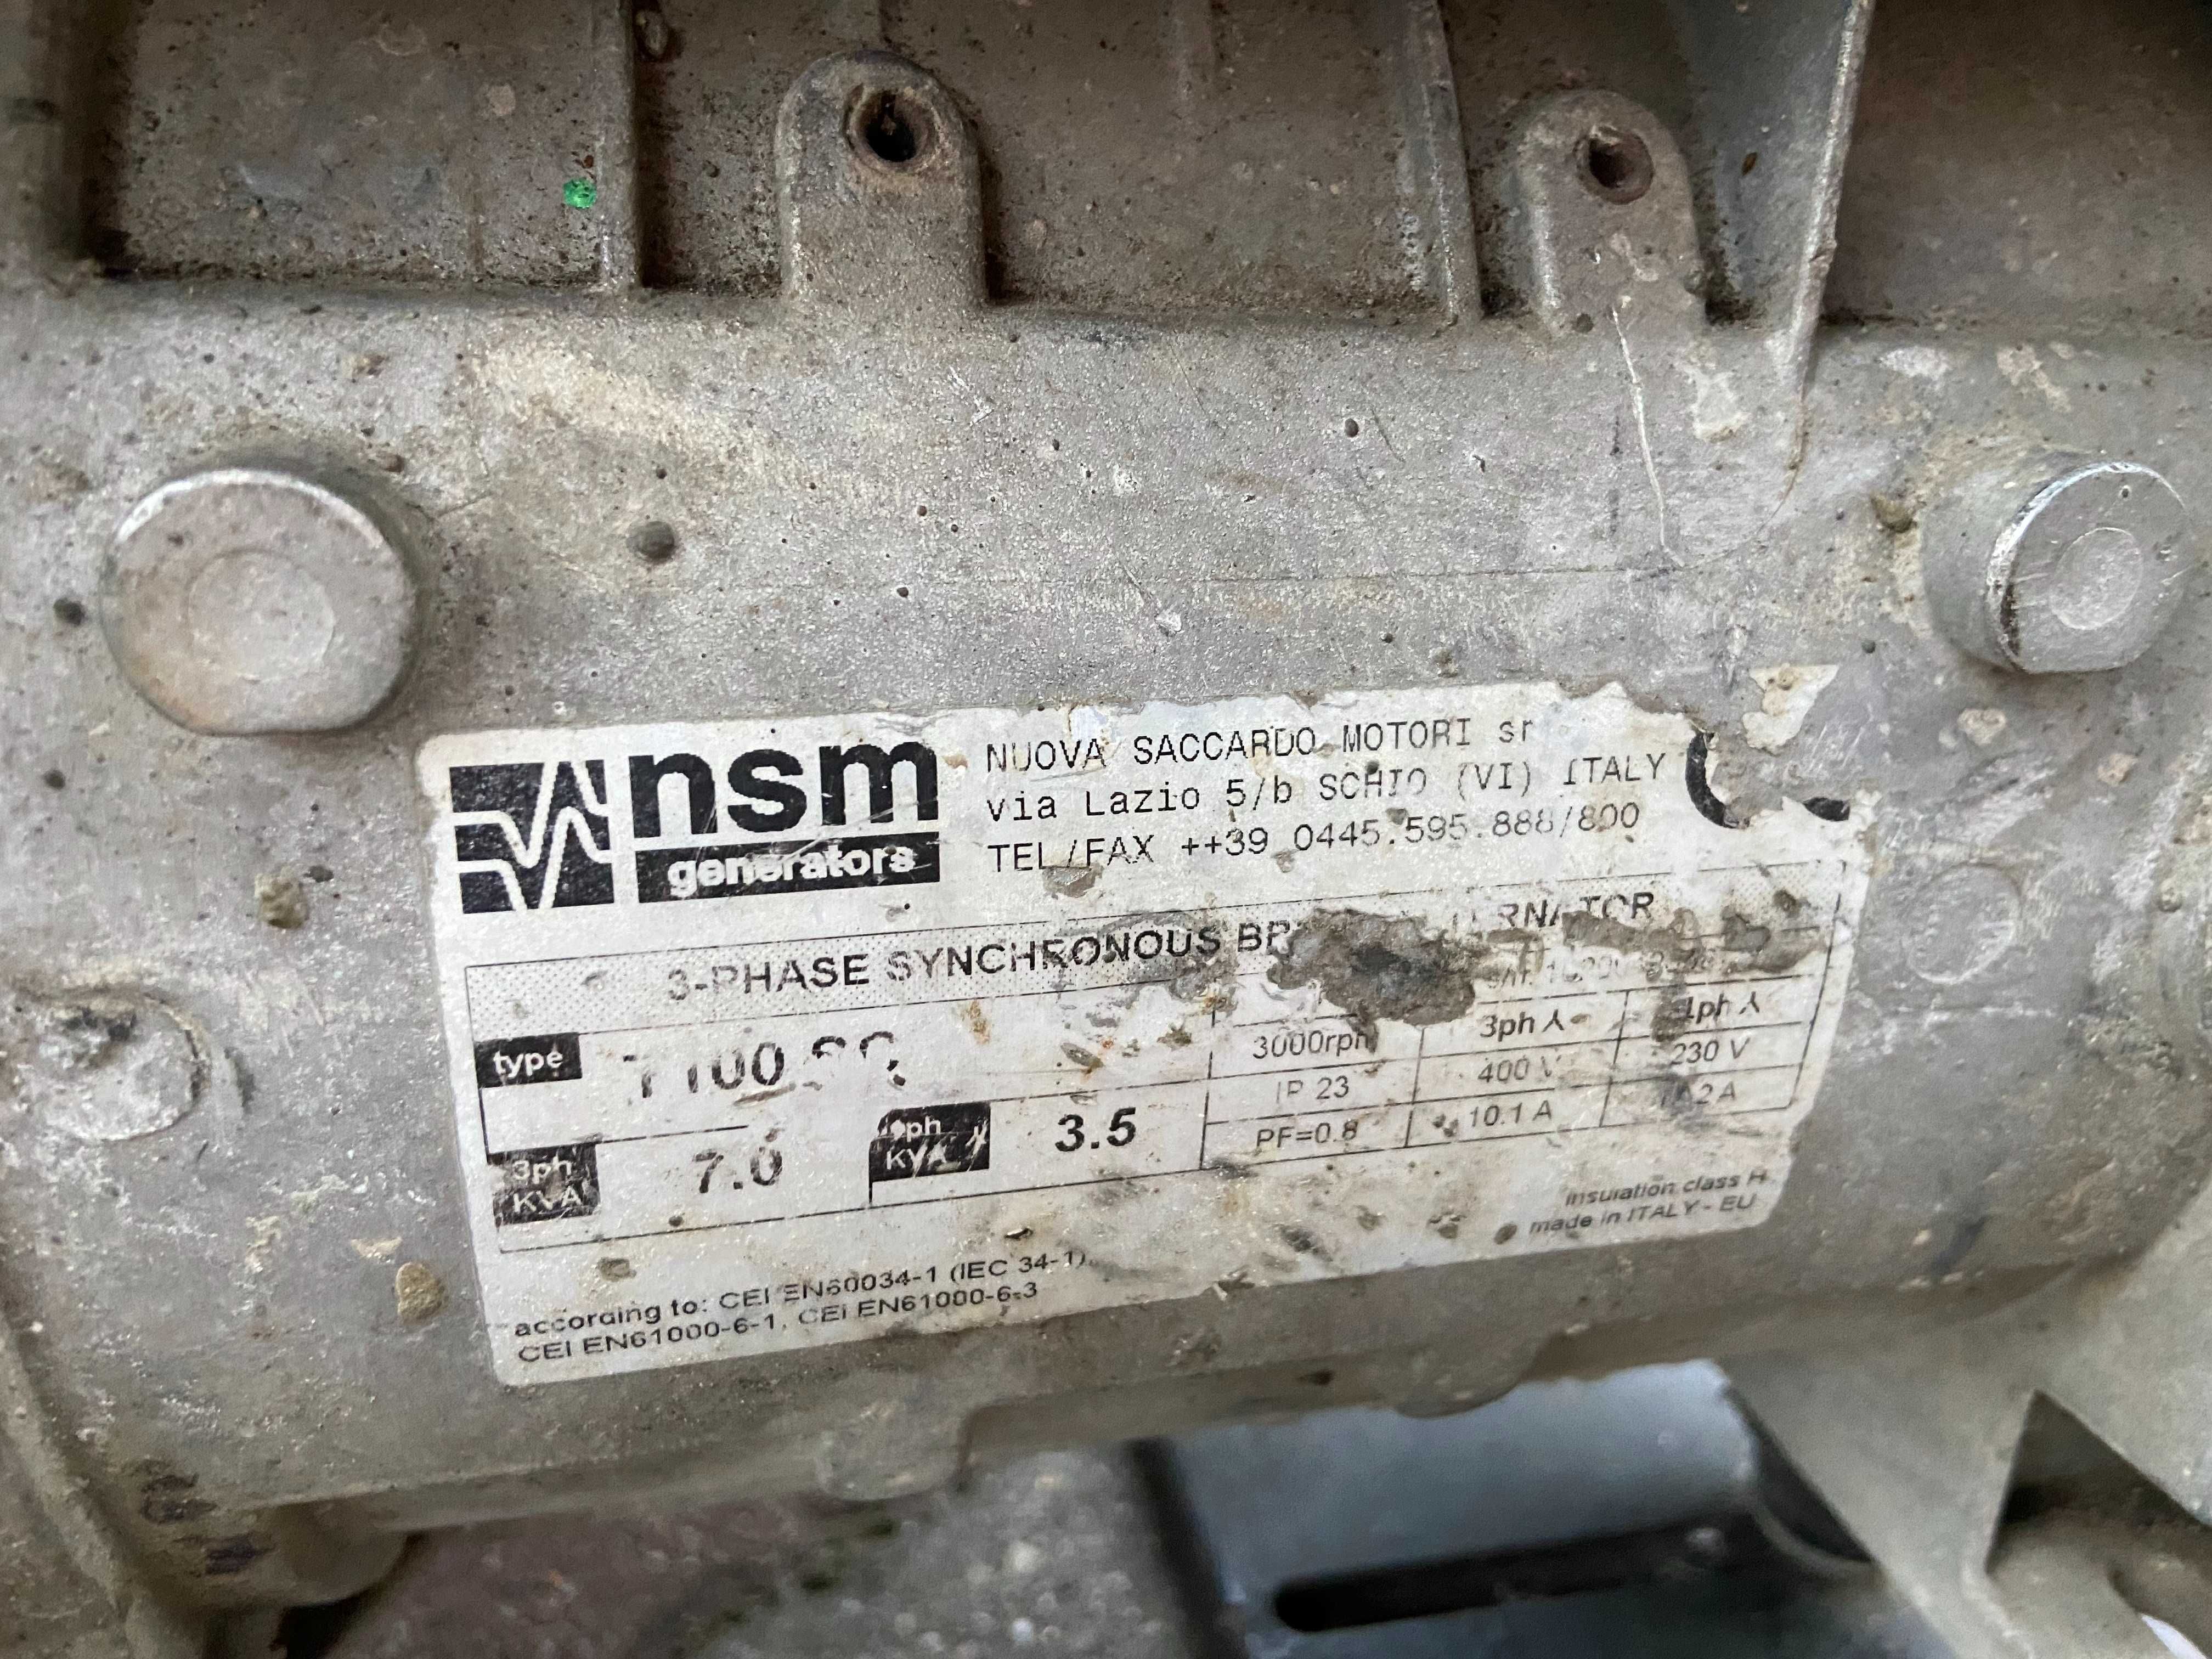 nsm
generators
NUOVA SACCARDO MOTORI
via Lazio 5/b SCHIO (VI) ITALY
TEL/FAX ++39 0445.595.888/800
3-PHASE SYNCHRONOUS
type
3000rph
3ph
1ph
IP 23
400 V
230 V
PF=0.8
10.1 A
3ph
KVA
7.0
KVA
3.5
insulation class H
made in ITALY - EU
according to: CEI EN60034-1 (IEC 34-1),
CEI EN61000-6-1, CEI EN61000-6-3